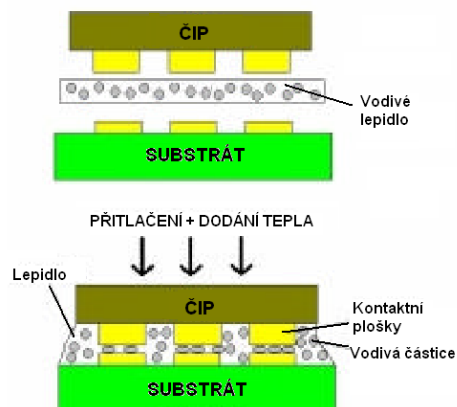 ČIP
Vodivé
lepidlo
SUBSTRÁT
PŘITLAČENÍ + DODÁNÍ TEPLA
Lepidlo
ČIP
Kontaktní
plošky
Vodivá částice
SUBSTRÁT